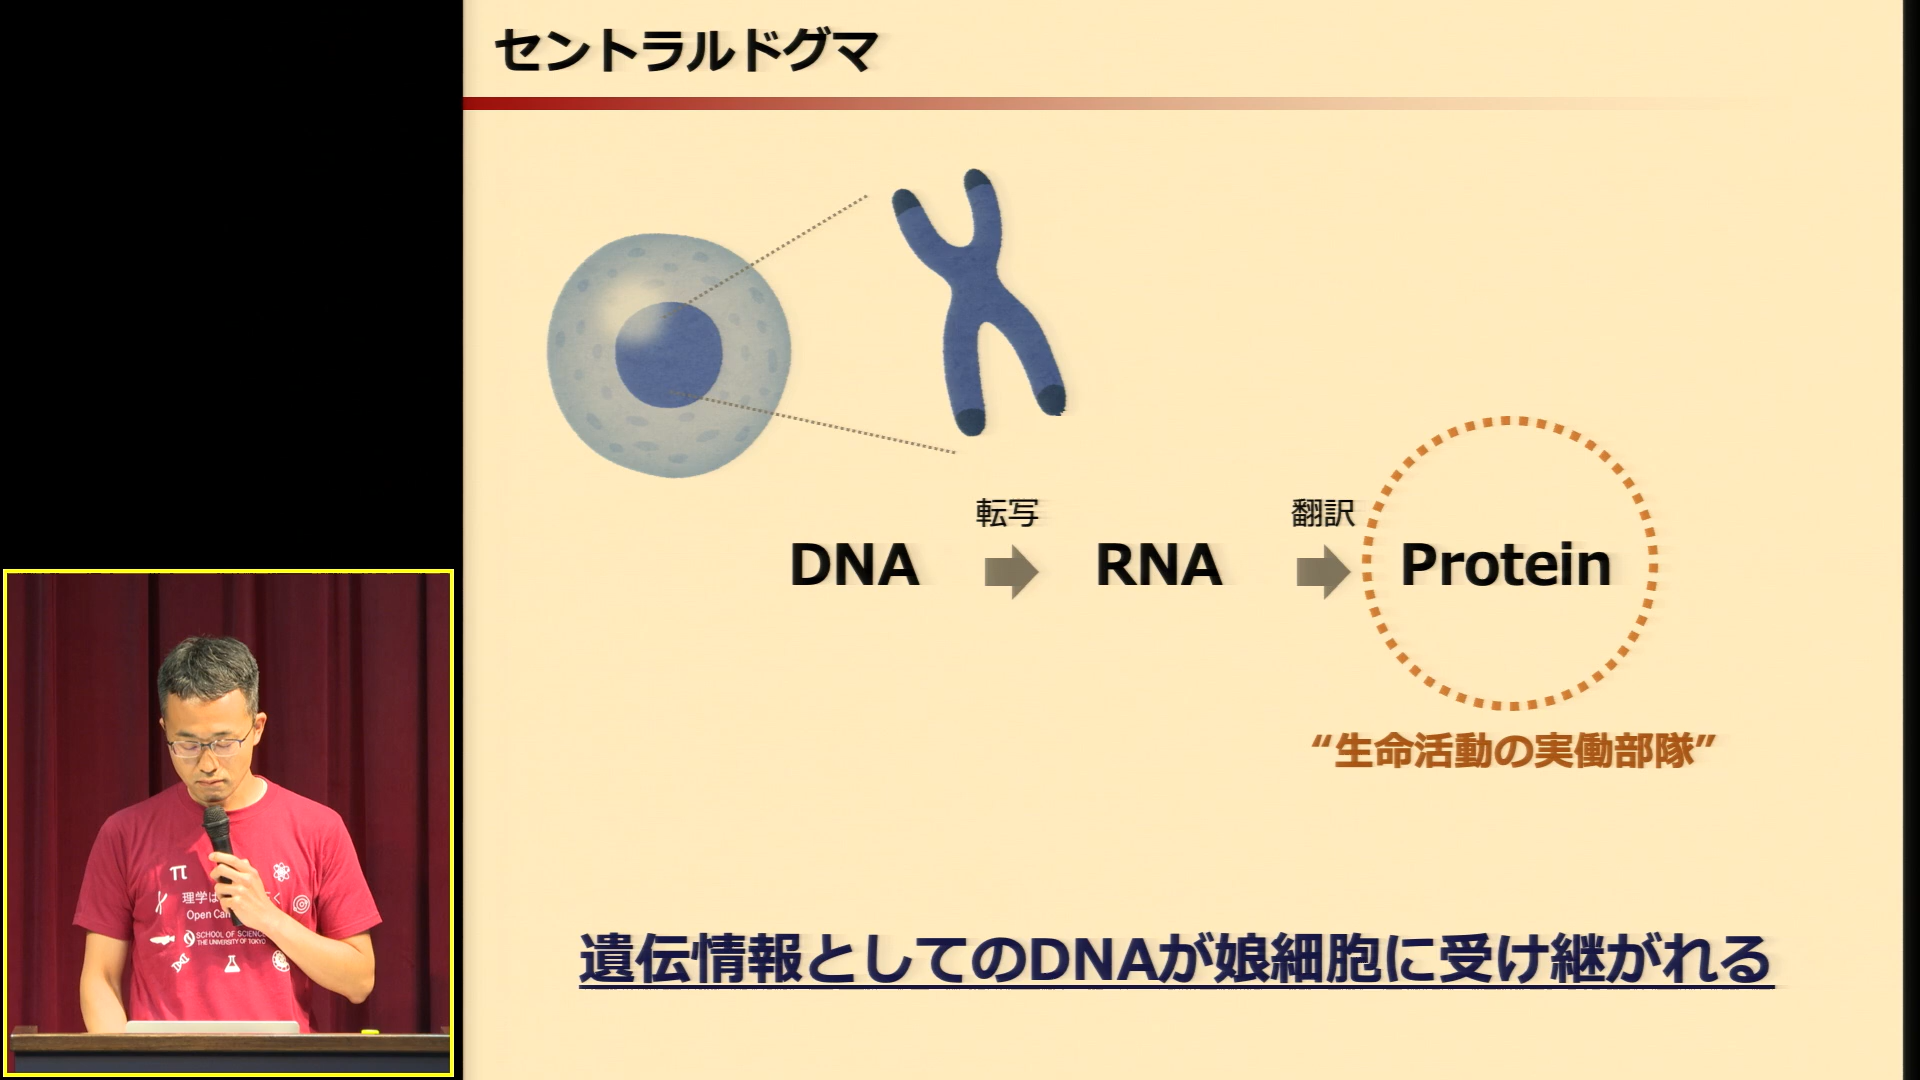 セントラルドグマ
転写
翻訳
DNA
RNA
Protein
“生命活動の実働部隊”
遺伝情報としてのDNAが娘細胞に受け継がれる
π
理学は
く
Open Cam
SCHOOL OF SCIENCE
THE UNIVERSITY OF TOKYO